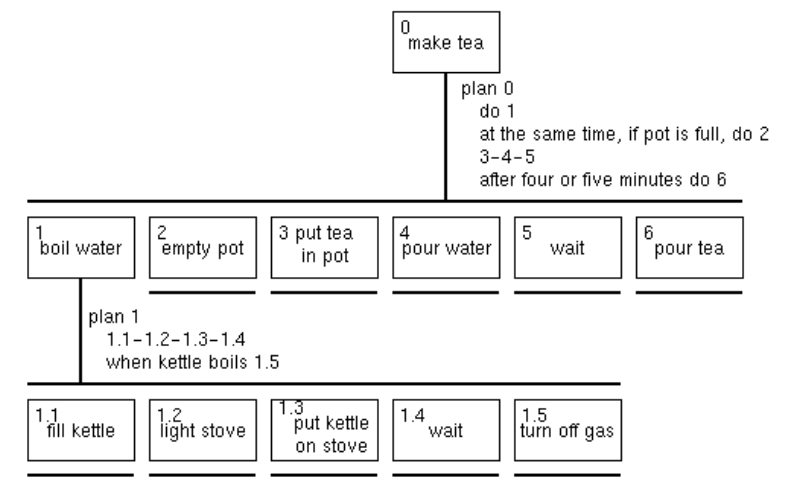 0
make tea
plan 0
do 1
at the same time, if pot is full, do 2
3-4-5
after four or five minutes do 6
1
boil water
2
empty pot
3 put tea
in pot
4
pour water
5
wait
6
pour tea
plan 1
1.1-1.2-1.3-1.4
when kettle boils 1.5
1.1
fill kettle
1.2
light stove
1.3
put kettle
on stove
1.4
wait
1.5
turn off gas